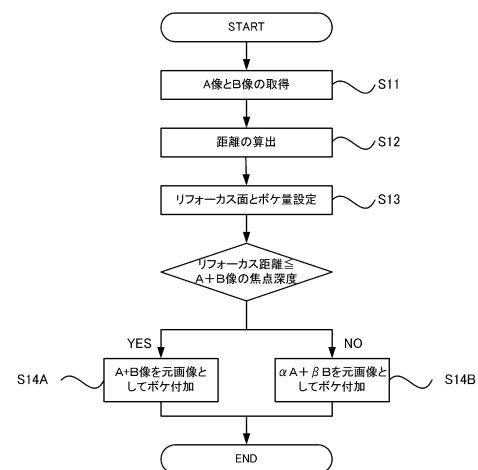 START
A像とB像の取得
S11
距離の算出
S12
リフォーカス面とボケ量設定
S13
リフォーカス距離≦
A+B像の焦点深度
YES
NO
S14A
A+B像を元画像と
してボケ付加
αA+βBを元画像と
してボケ付加
S14B
END